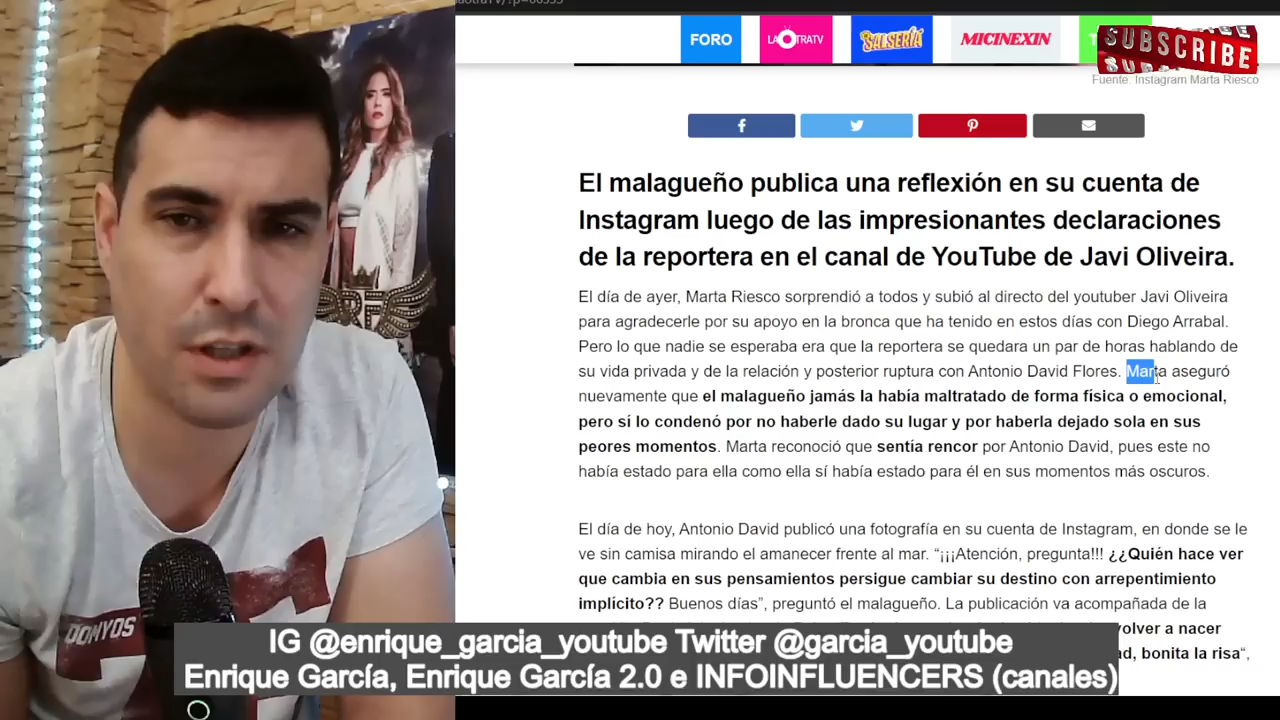 FORO
LA OTRATV
SALSERÍA
MICINEXIN
SUBSCRIBE
Fuente: Instagram Marta Riesco
El malagueño publica una reflexión en su cuenta de
Instagram luego de las impresionantes declaraciones
de la reportera en el canal de YouTube de Javi Oliveira.
El día de ayer, Marta Riesco sorprendió a todos y subió al directo del youtuber Javi Oliveira
para agradecerle por su apoyo en la bronca que ha tenido en estos días con Diego Arrabal.
Pero lo que nadie se esperaba era que la reportera se quedara un par de horas hablando de
su vida privada y de la relación y posterior ruptura con Antonio David Flores. Marta aseguró
nuevamente que el malagueño jamás la había maltratado de forma física o emocional,
pero sí lo condenó por no haberle dado su lugar y por haberla dejado sola en sus
peores momentos. Marta reconoció que sentía rencor por Antonio David, pues este no
había estado para ella como ella sí había estado para él en sus momentos más oscuros.
El día de hoy, Antonio David publicó una fotografía en su cuenta de Instagram, en donde se le
ve sin camisa mirando el amanecer frente al mar. “¡¡¡Atención, pregunta!!! ¿¿Quién hace ver
que cambia en sus pensamientos persigue cambiar su destino con arrepentimiento
implícito?? Buenos días”, preguntó el malagueño. La publicación va acompañada de la
volver a nacer
bonita la risa“,
DONYOS
IG @enrique_garcia_youtube Twitter @garcia_youtube
Enrique García, Enrique García 2.0 e INFOINFLUENCERS (canales)